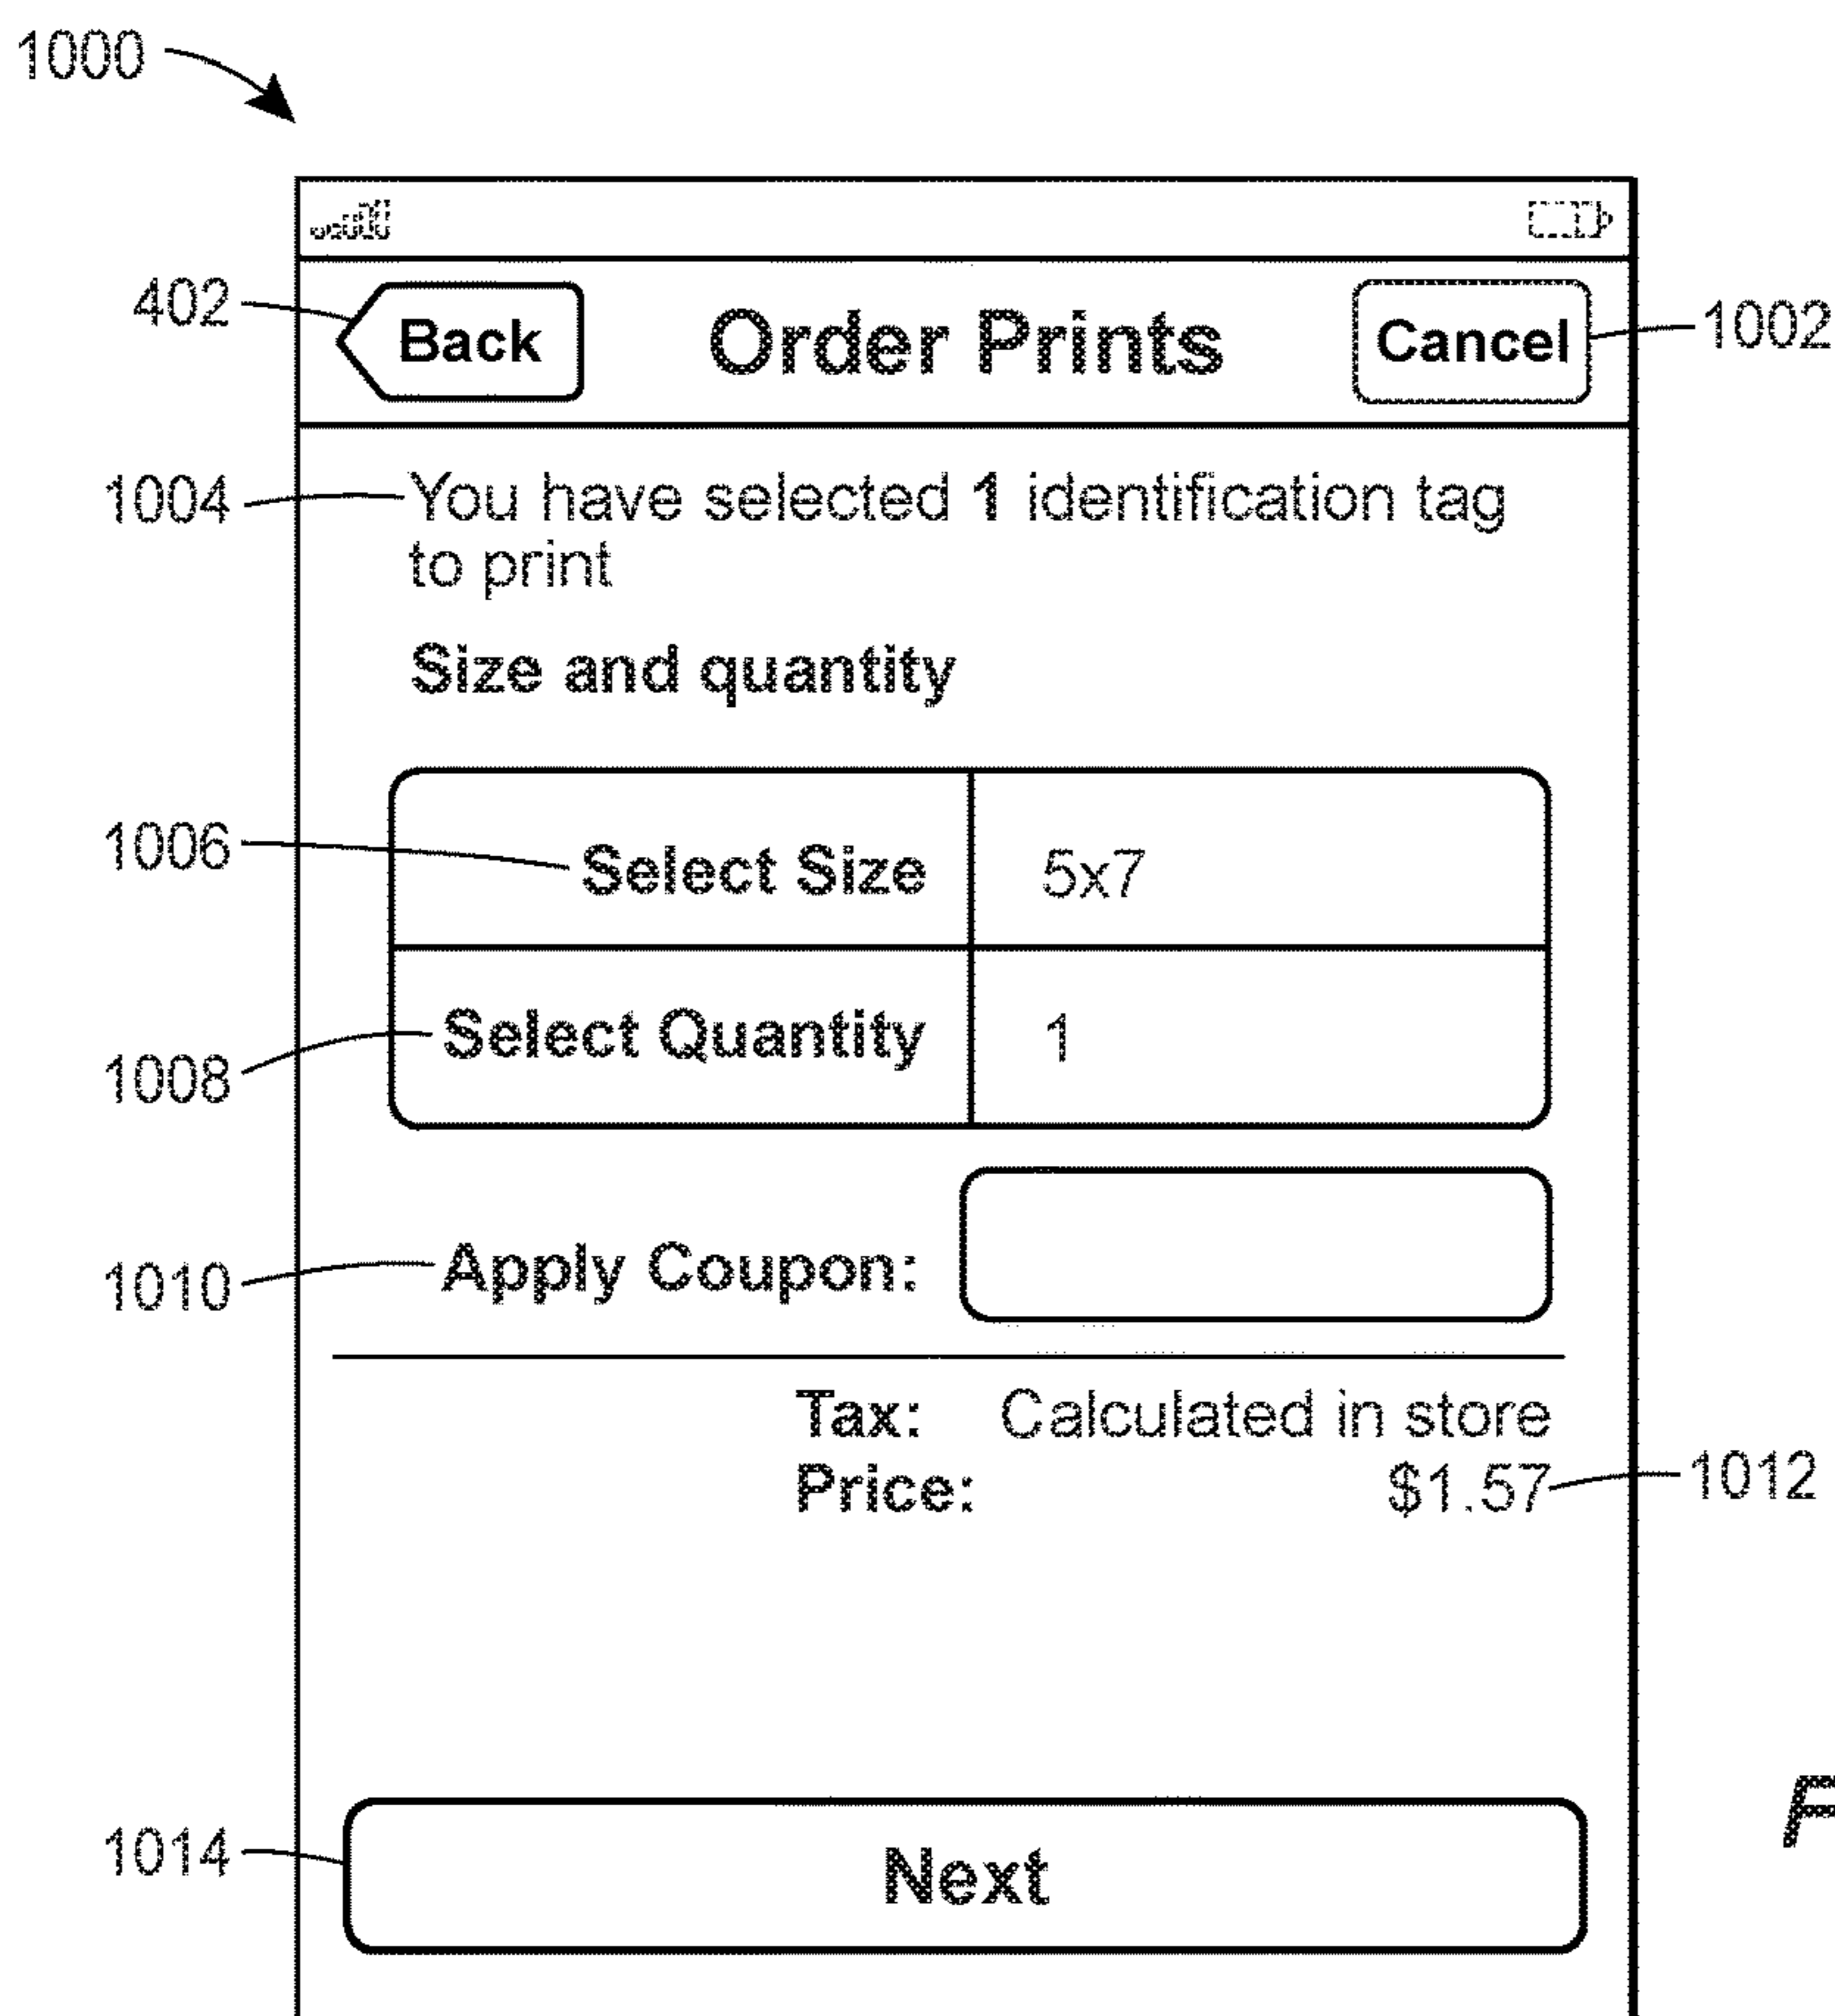 1000
402
Back
Order Prints
Cancel
1002
1004
You have selected 1 identification tag
to print
Size and quantity
1006
Select Size
5x7
1008
Select Quantity
1
1010
Apply Coupon:
Tax: Calculated in store
Price: $1.57
1012
1014
Next
F